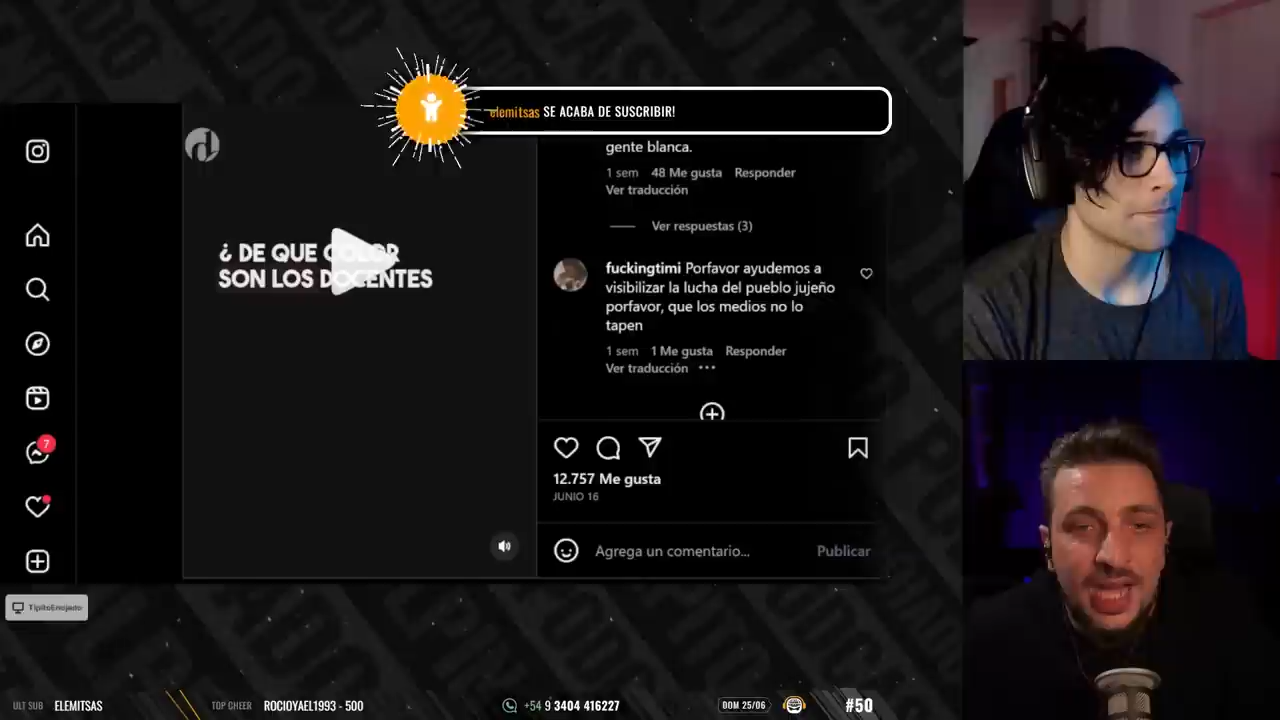 elemitsas SE ACABA DE SUSCRIBIR!
gente blanca.
1 sem 48 Me gusta Responder
Ver traducción
Ver respuestas (3)
¿ DE QUE COLOR
SON LOS DOCENTES
fuckingtimi Porfavor ayudemos a
visibilizar la lucha del pueblo jujeño
porfavor, que los medios no lo
tapen
1 sem 1 Me gusta Responder
Ver traducción
7
12.757 Me gusta
JUNIO 16
Agrega un comentario... Publicar
TipitoEnojado
ULT SUB ELEMITSAS
TOP CHEER ROCIOYAEL1993 - 500
+54 9 3404 416227
DOM 25/06
#50